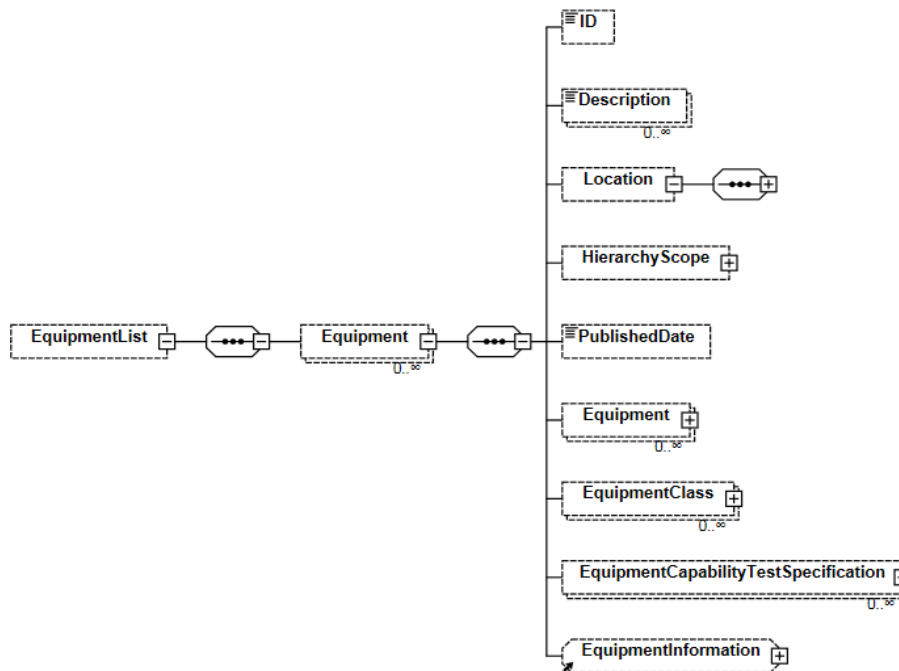 ID
Description
0..∞
Location
HierarchyScope
EquipmentList
Equipment
0..∞
PublishedDate
Equipment
0..∞
EquipmentClass
0..∞
EquipmentCapabilityTestSpecification
0..∞
EquipmentInformation